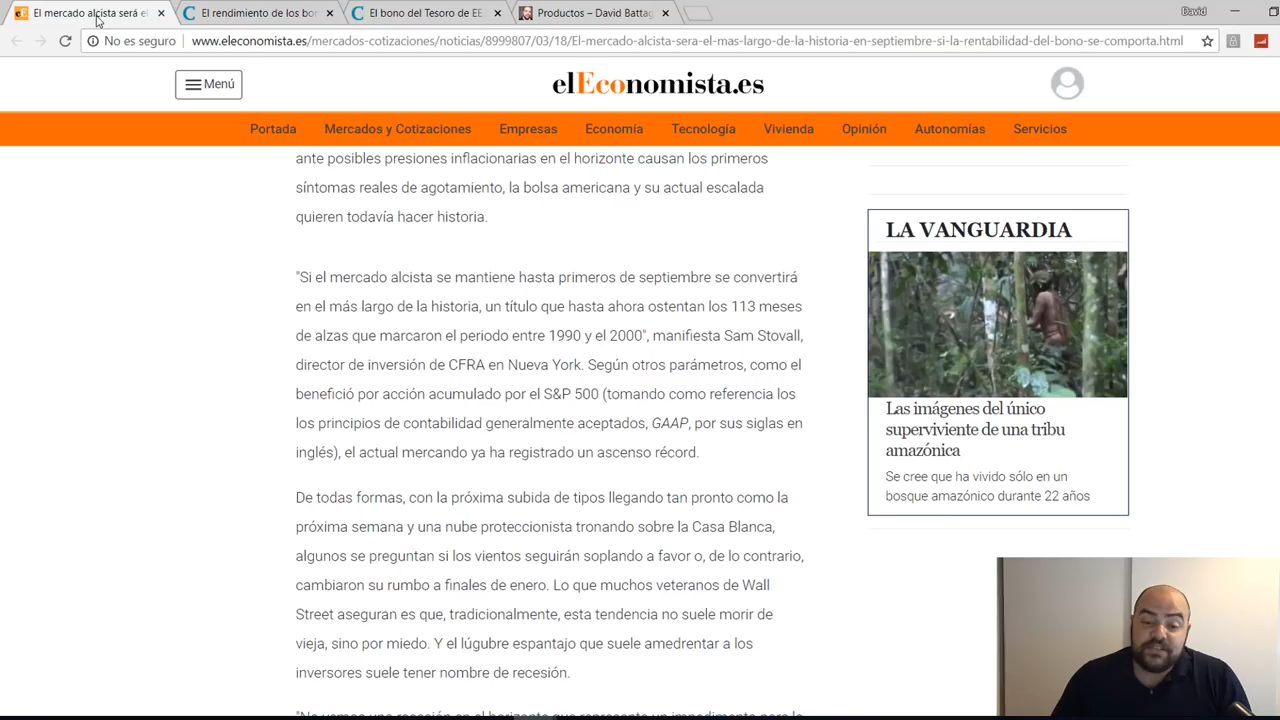 El mercado alcista será el
El rendimiento de los bon
El bono del Tesoro de EE
Productos – David Battag
David
No es seguro
www.eleconomista.es/mercados-cotizaciones/noticias/8999807/03/18/El-mercado-alcista-sera-el-mas-largo-de-la-historia-en-septiembre-si-la-rentabilidad-del-bono-se-comporta.html
Menú
elEconomista.es
Portada Mercados y Cotizaciones Empresas Economía Tecnología Vivienda Opinión Autonomías Servicios
ante posibles presiones inflacionarias en el horizonte causan los primeros
síntomas reales de agotamiento, la bolsa americana y su actual escalada
quieren todavía hacer historia.
"Si el mercado alcista se mantiene hasta primeros de septiembre se convertirá
en el más largo de la historia, un título que hasta ahora ostentan los 113 meses
de alzas que marcaron el periodo entre 1990 y el 2000", manifiesta Sam Stovall,
director de inversión de CFRA en Nueva York. Según otros parámetros, como el
benefició por acción acumulado por el S&P 500 (tomando como referencia los
los principios de contabilidad generalmente aceptados, GAAP, por sus siglas en
inglés), el actual mercando ya ha registrado un ascenso récord.
De todas formas, con la próxima subida de tipos llegando tan pronto como la
próxima semana y una nube proteccionista tronando sobre la Casa Blanca,
algunos se preguntan si los vientos seguirán soplando a favor o, de lo contrario,
cambiaron su rumbo a finales de enero. Lo que muchos veteranos de Wall
Street aseguran es que, tradicionalmente, esta tendencia no suele morir de
vieja, sino por miedo. Y el lúgubre espantajo que suele amedrentar a los
inversores suele tener nombre de recesión.
LA VANGUARDIA
Las imágenes del único
superviviente de una tribu
amazónica
Se cree que ha vivido sólo en un
bosque amazónico durante 22 años